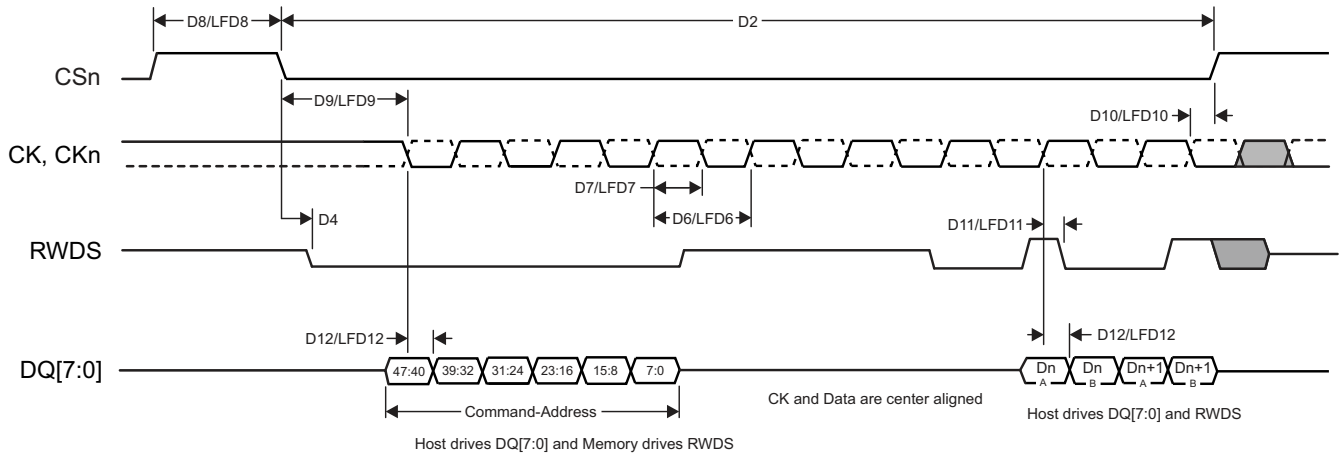 D8/LFD8
D2
CSn
D9/LFD9
D10/LFD10
CK, CKn
D7/LFD7
D4
D6/LFD6
D11/LFD11
RWDS
D12/LFD12
D12/LFD12
DQ[7:0]
47:40 39:32 31:24 23:16 15:8 7:0
Dn Dn Dn+1 Dn+1
A B A B
Command-Address
CK and Data are center aligned
Host drives DQ[7:0] and RWDS
Host drives DQ[7:0] and Memory drives RWDS